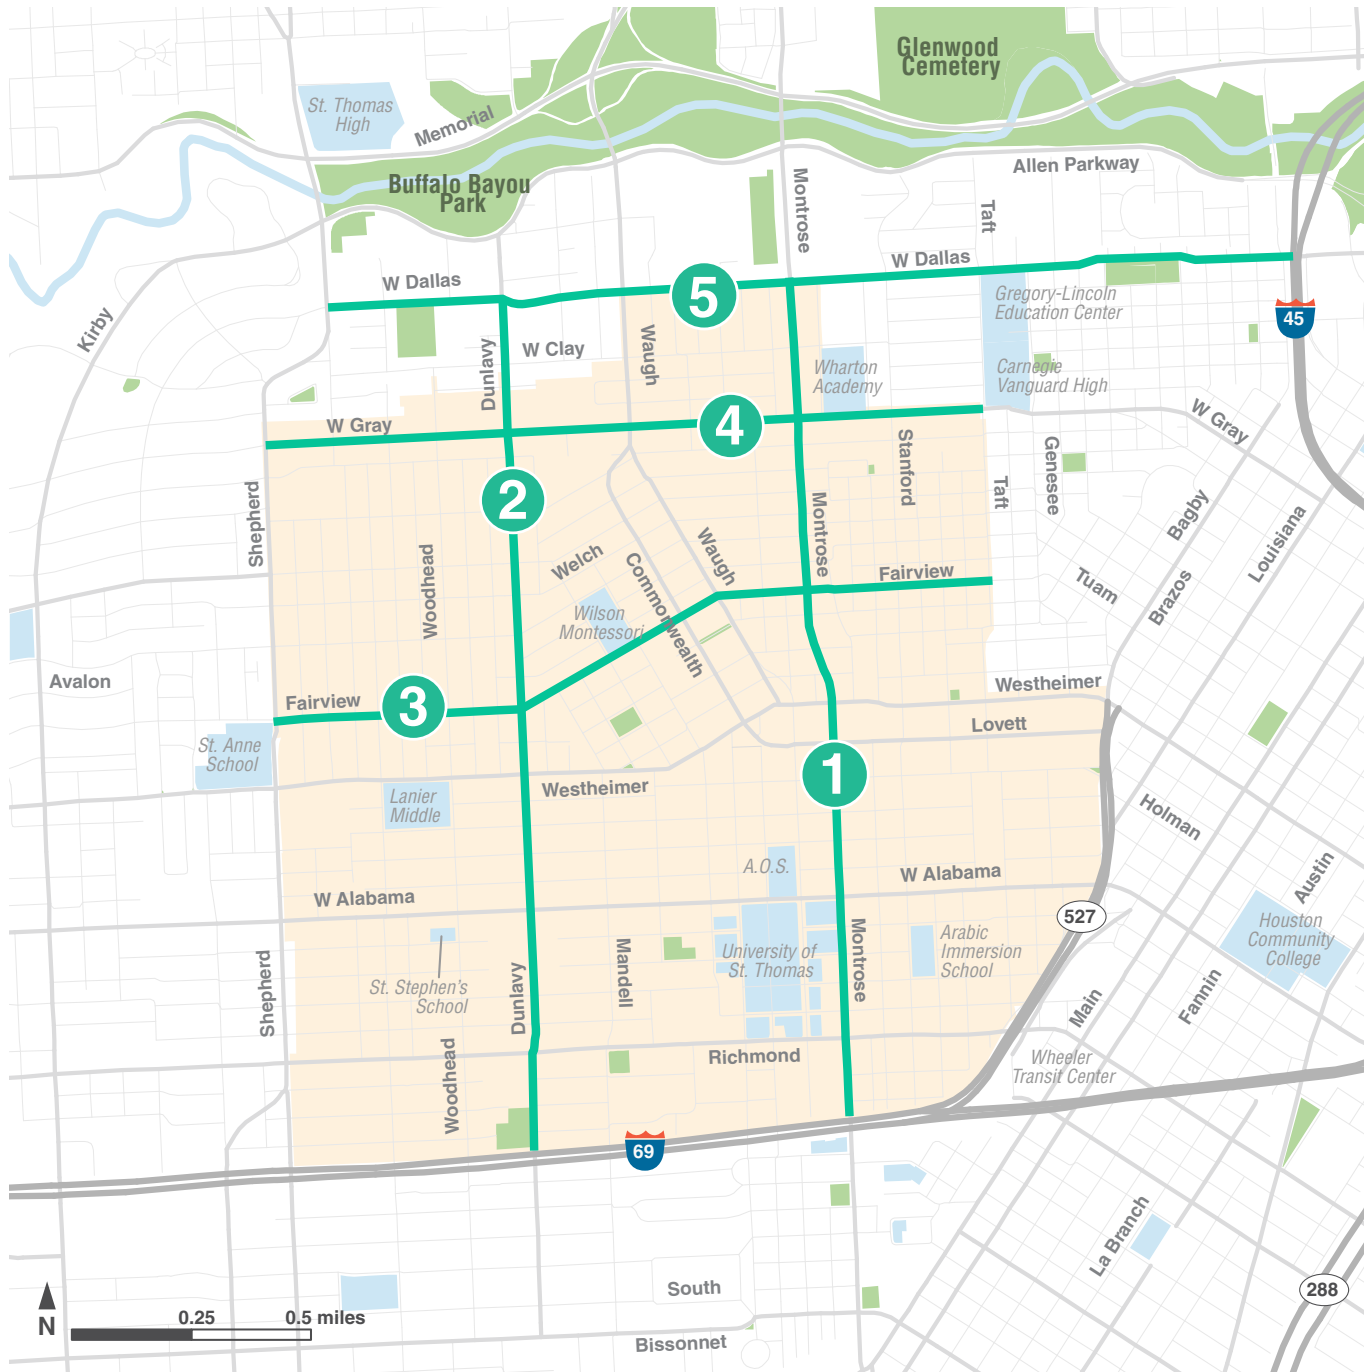 Glenwood
Cemetery
St. Thomas
High
Memorial
Allen Parkway
Buffalo Bayou
Park
Montrose
Taft
W Dallas
W Dallas
5
Gregory-Lincoln
Education Center
45
Kirby
Waugh
W Clay
Dunlavy
Wharton
Academy
Carnegie
Vanguard High
W Gray
W Gray
4
Stanford
Genesee
Shepherd
2
Taft
Montrose
Bagby
Louisiana
Woodhead
Welch
Waugh
Commonwealth
Fairview
Tuam
Brazos
Wilson
Montessori
Avalon
Fairview
3
Westheimer
Lovett
St. Anne
School
1
Westheimer
Lanier
Middle
Holman
A.O.S.
W Alabama
Austin
W Alabama
527
Houston
Community
College
Shepherd
St. Stephen's
School
Dunlavy
Mandell
University of
St. Thomas
Montrose
Arabic
Immersion
School
Main
Fannin
Woodhead
Richmond
Wheeler
Transit Center
69
La Branch
South
288
N
0.25
0.5 miles
Bissonnet